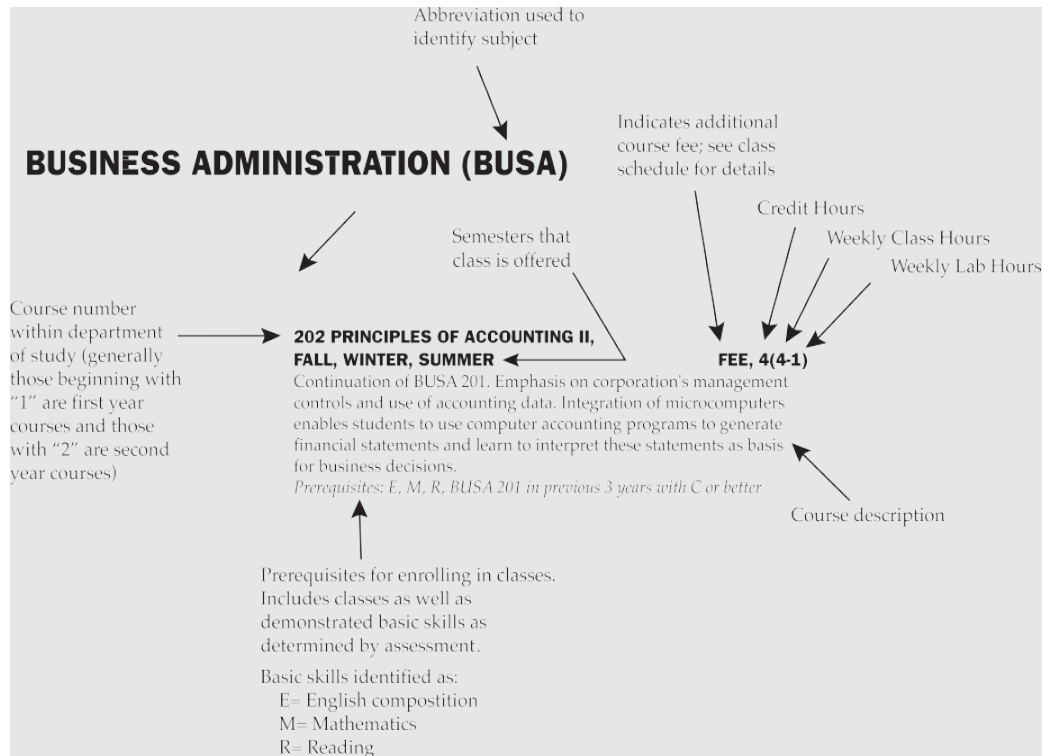 Abbreviation used to
identify subject
BUSINESS ADMINISTRATION (BUSA)
Indicates additional
course fee; see class
schedule for details
Credit Hours
Weekly Class Hours
Weekly Lab Hours
Semesters that
class is offered
Course number
within department
of study (generally
those beginning with
“1” are first year
courses and those
with “2” are second
year courses)
202 PRINCIPLES OF ACCOUNTING II,
FALL, WINTER, SUMMER
FEE, 4(4-1)
Continuation of BUSA 201. Emphasis on corporation's management
controls and use of accounting data. Integration of microcomputers
enables students to use computer accounting programs to generate
financial statements and learn to interpret these statements as basis
for business decisions.
Prerequisites: E, M, R, BUSA 201 in previous 3 years with C or better
Course description
Prerequisites for enrolling in classes.
Includes classes as well as
demonstrated basic skills as
determined by assessment.
Basic skills identified as:
E= English compostition
M= Mathematics
R= Reading